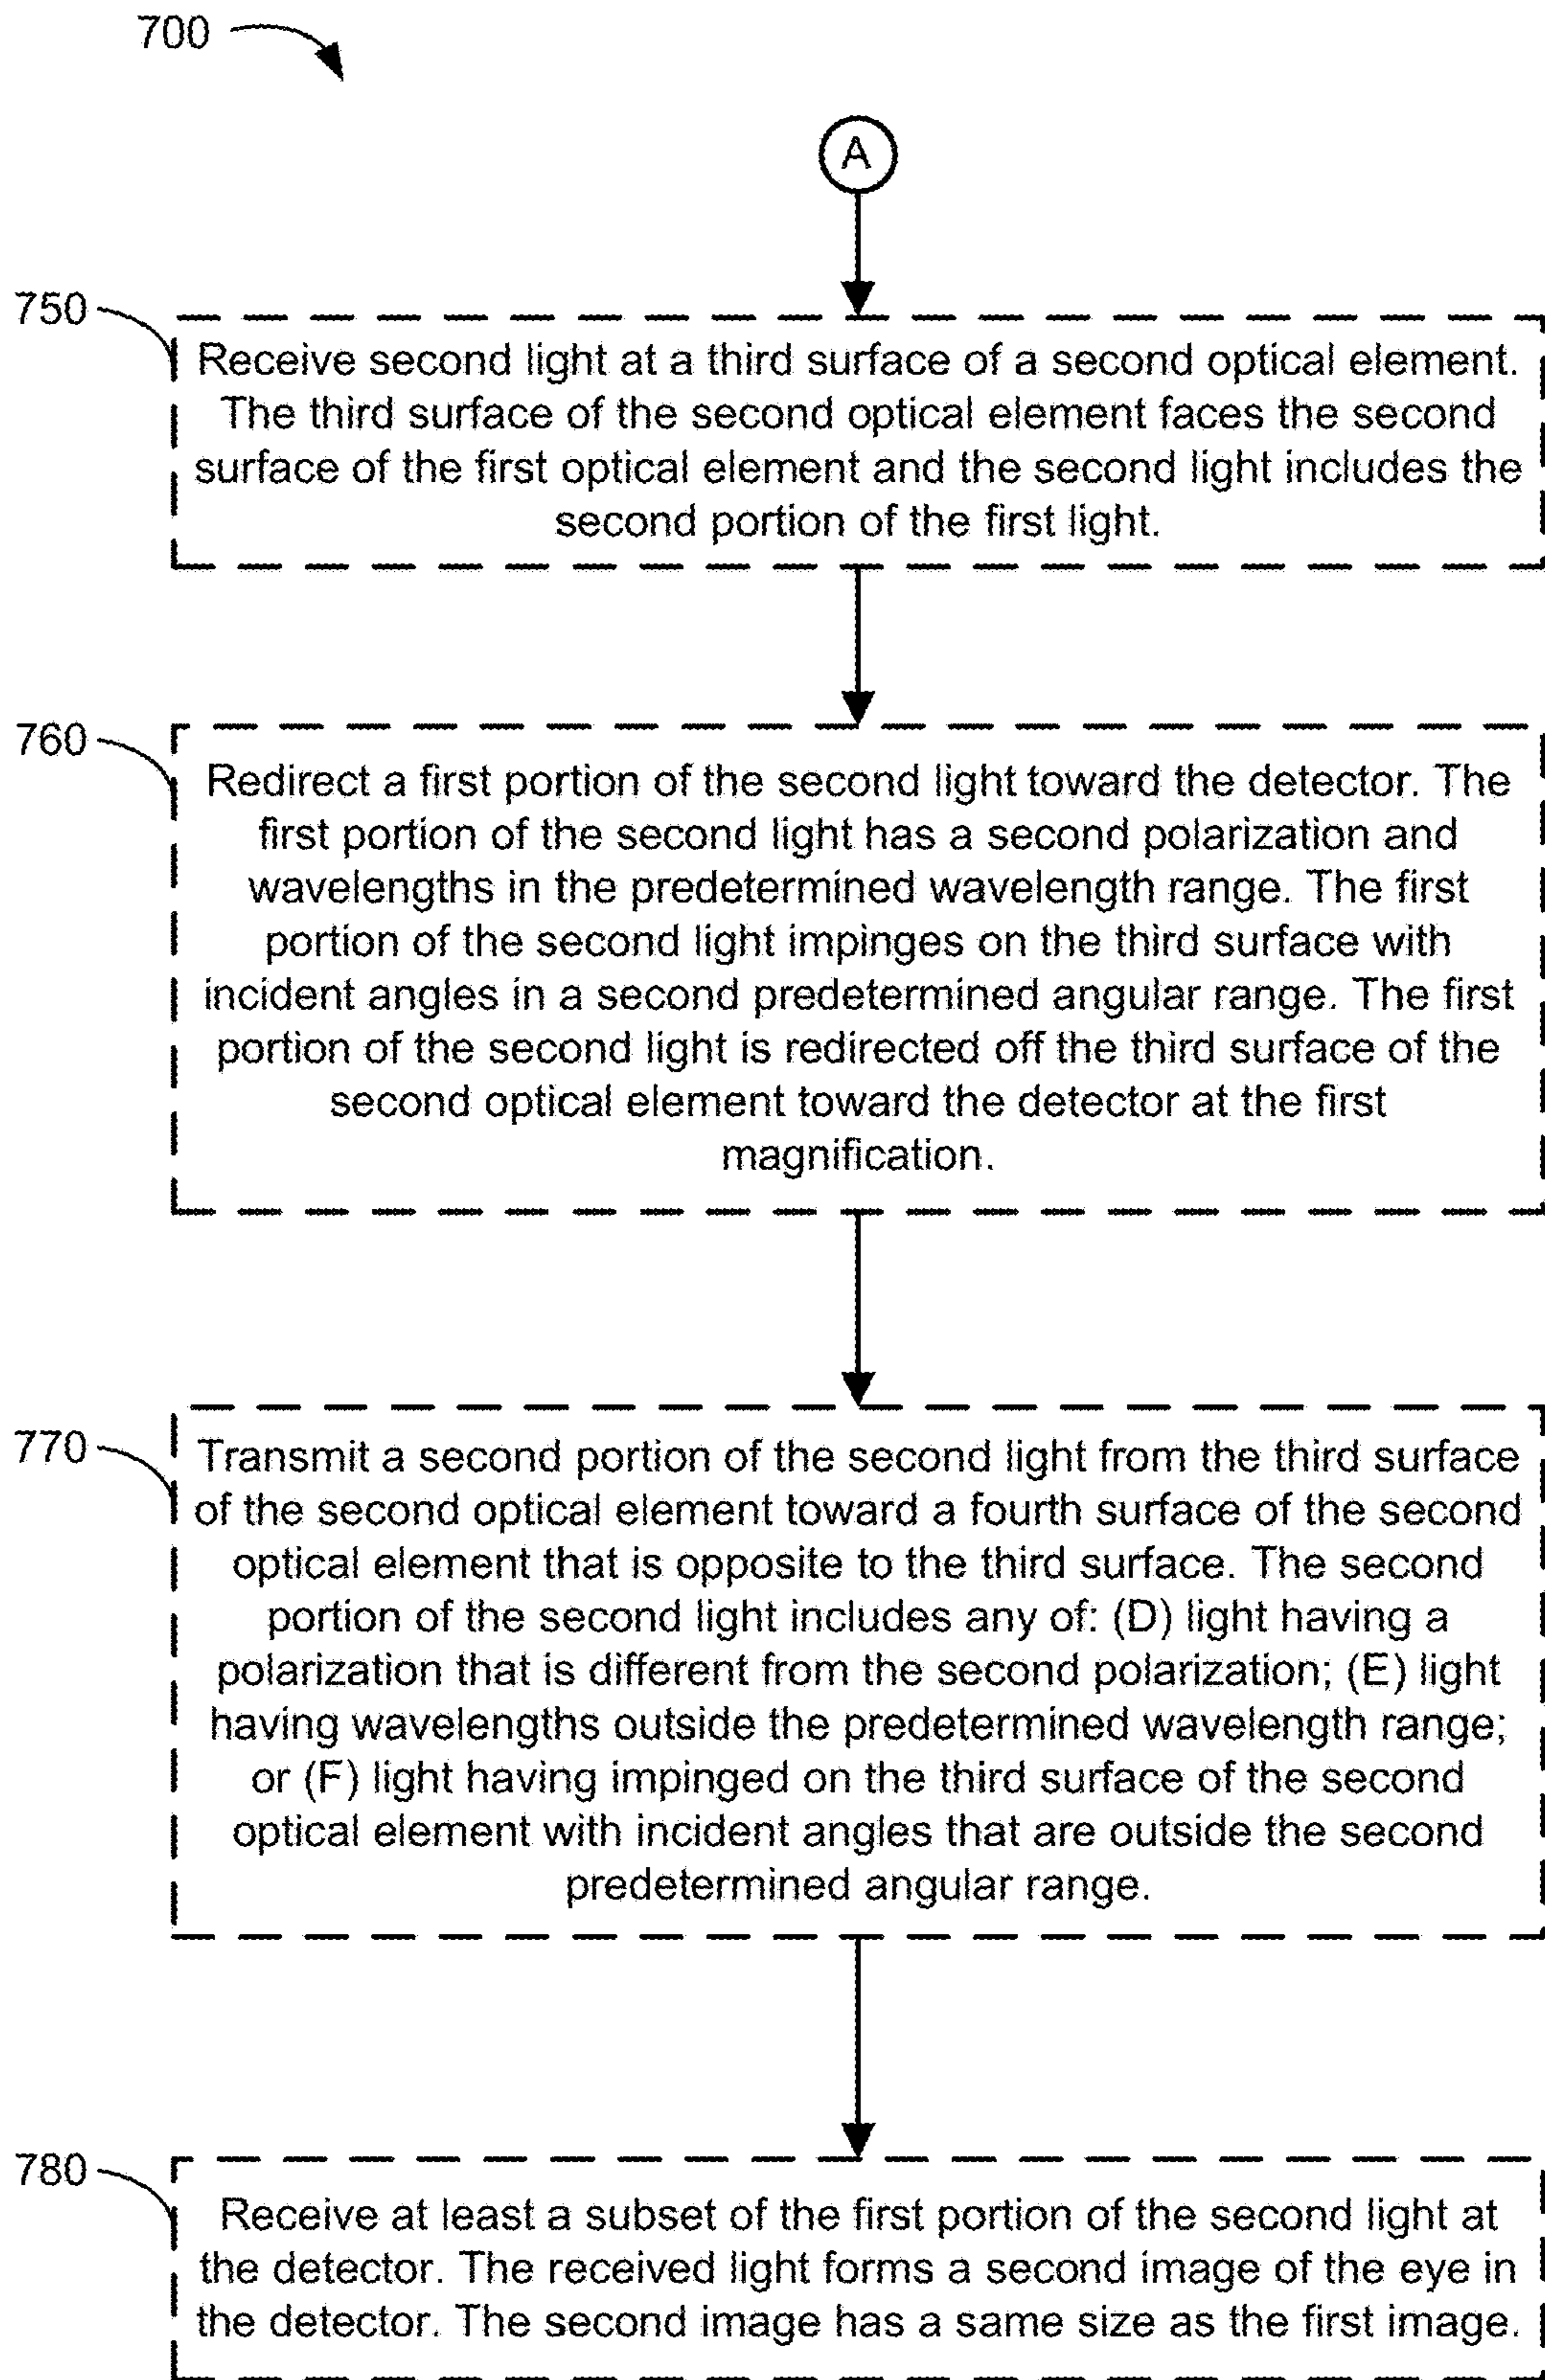 700
A
750
Receive second light at a third surface of a second optical element.
The third surface of the second optical element faces the second
surface of the first optical element and the second light includes the
second portion of the first light.
760
Redirect a first portion of the second light toward the detector. The
first portion of the second light has a second polarization and
wavelengths in the predetermined wavelength range. The first
portion of the second light impinges on the third surface with
incident angles in a second predetermined angular range. The first
portion of the second light is redirected off the third surface of the
second optical element toward the detector at the first
magnification.
770
Transmit a second portion of the second light from the third surface
of the second optical element toward a fourth surface of the second
optical element that is opposite to the third surface. The second
portion of the second light includes any of: (D) light having a
polarization that is different from the second polarization; (E) light
having wavelengths outside the predetermined wavelength range;
or (F) light having impinged on the third surface of the second
optical element with incident angles that are outside the second
predetermined angular range.
780
Receive at least a subset of the first portion of the second light at
the detector. The received light forms a second image of the eye in
the detector. The second image has a same size as the first image.